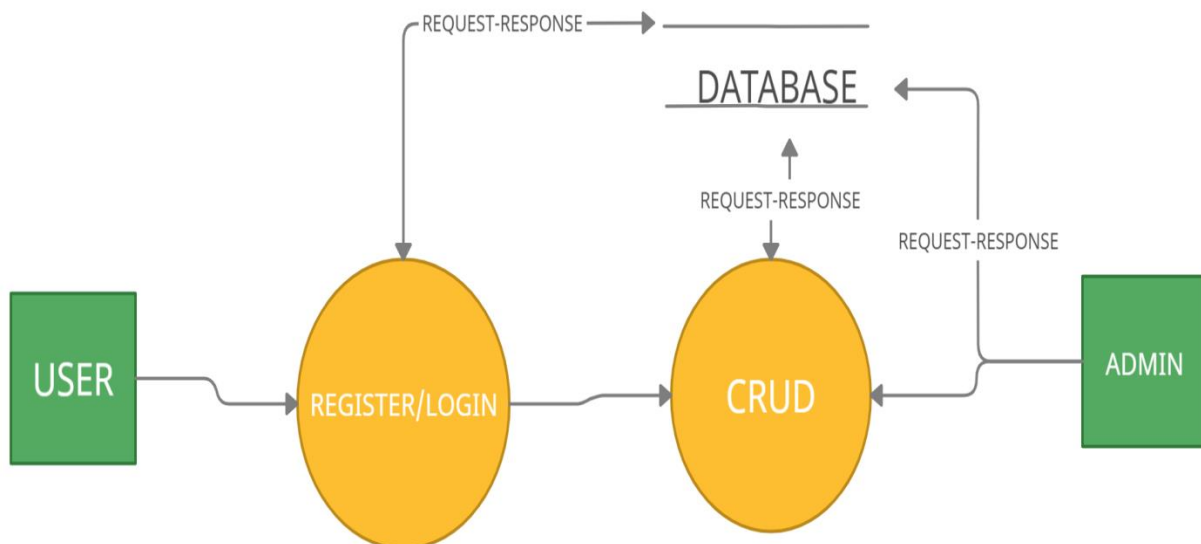 REQUEST-RESPONSE
DATABASE
REQUEST-RESPONSE
REQUEST-RESPONSE
USER
REGISTER/LOGIN
CRUD
ADMIN